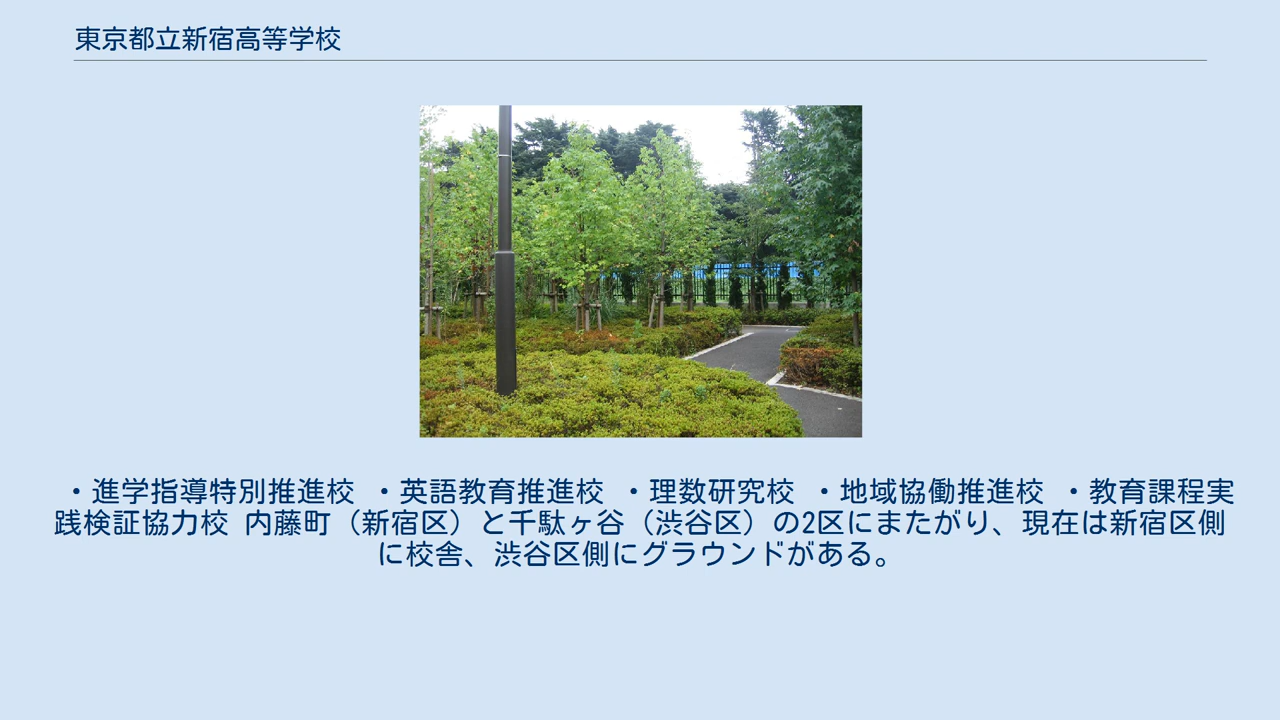 東京都立新宿高等学校
・進学指導特別推進校 ・英語教育推進校 ・理数研究校 ・地域協働推進校 ・教育課程実
践検証協力校 内藤町（新宿区）と千駄ヶ谷（渋谷区）の2区にまたがり、現在は新宿区側
に校舎、渋谷区側にグラウンドがある。